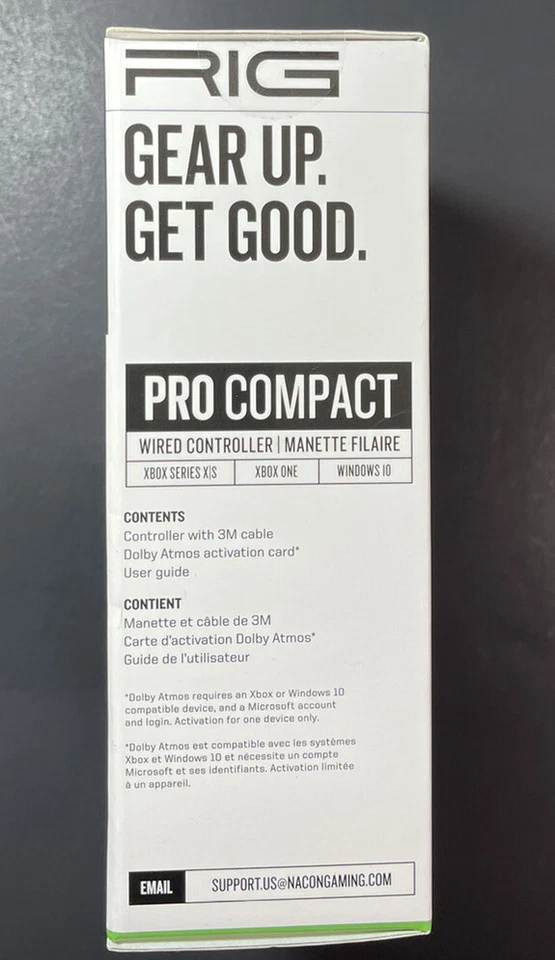 RIG
GEAR UP.
GET GOOD.
PRO COMPACT
WIRED CONTROLLER | MANETTE FILAIRE
XBOX SERIES X|S XBOX ONE WINDOWS 10
CONTENTS
Controller with 3M cable
Dolby Atmos activation card*
User guide
CONTIENT
Manette et câble de 3M
Carte d'activation Dolby Atmos*
Guide de l'utilisateur
*Dolby Atmos requires an Xbox or Windows 10
compatible device, and a Microsoft account
and login. Activation for one device only.
*Dolby Atmos est compatible avec les systèmes
Xbox et Windows 10 et nécessite un compte
Microsoft et ses identifiants. Activation limitée
à un appareil.
EMAIL SUPPORT.US@NACONGAMING.COM